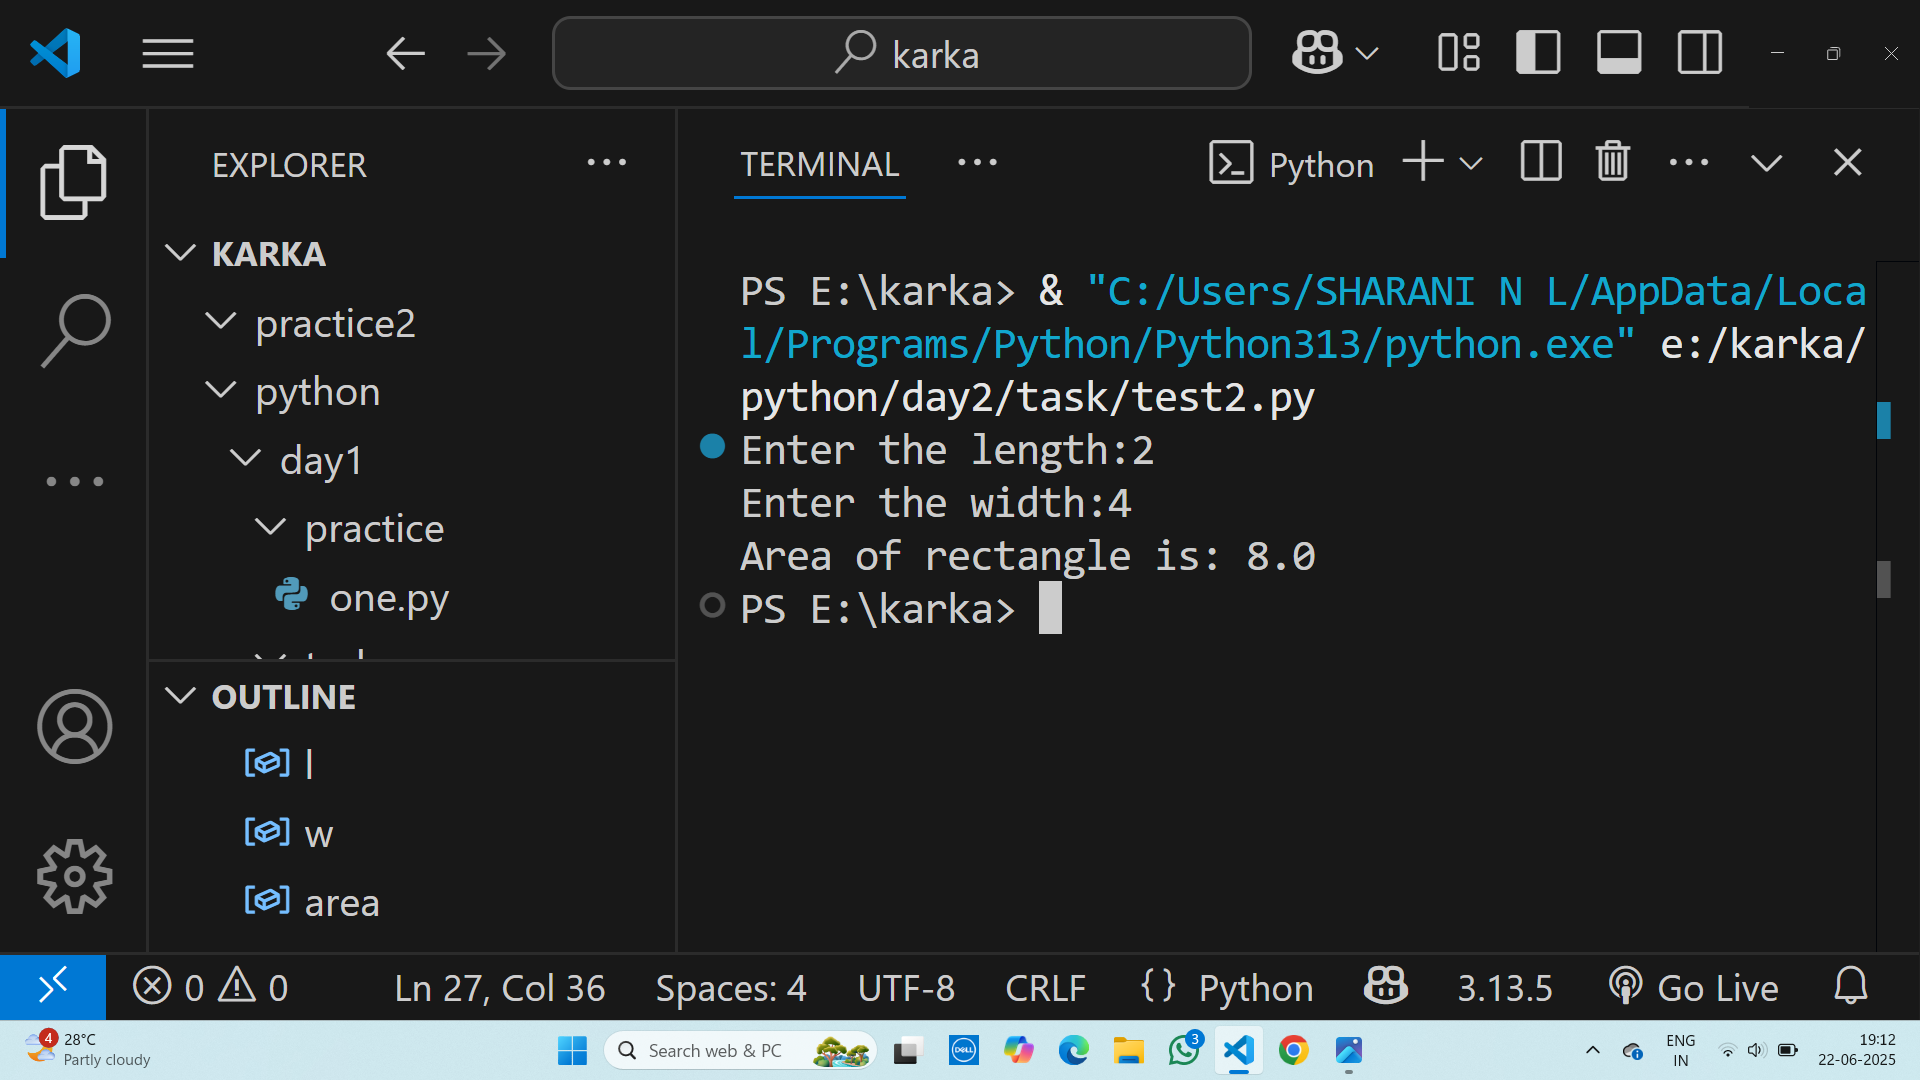 karka
EXPLORER
KARKA
practice2
python
day1
practice
one.py
OUTLINE
l
w
area
TERMINAL
Python
PS E:\karka> & "C:/Users/SHARANI N L/AppData/Loca
l/Programs/Python/Python313/python.exe" e:/karka/
python/day2/task/test2.py
Enter the length:2
Enter the width:4
Area of rectangle is: 8.0
PS E:\karka>
0 0 Ln 27, Col 36 Spaces: 4 UTF-8 CRLF {} Python 3.13.5 Go Live
4
28°C
Partly cloudy
Search web & PC
DELL
3
ENG
IN
19:12
22-06-2025